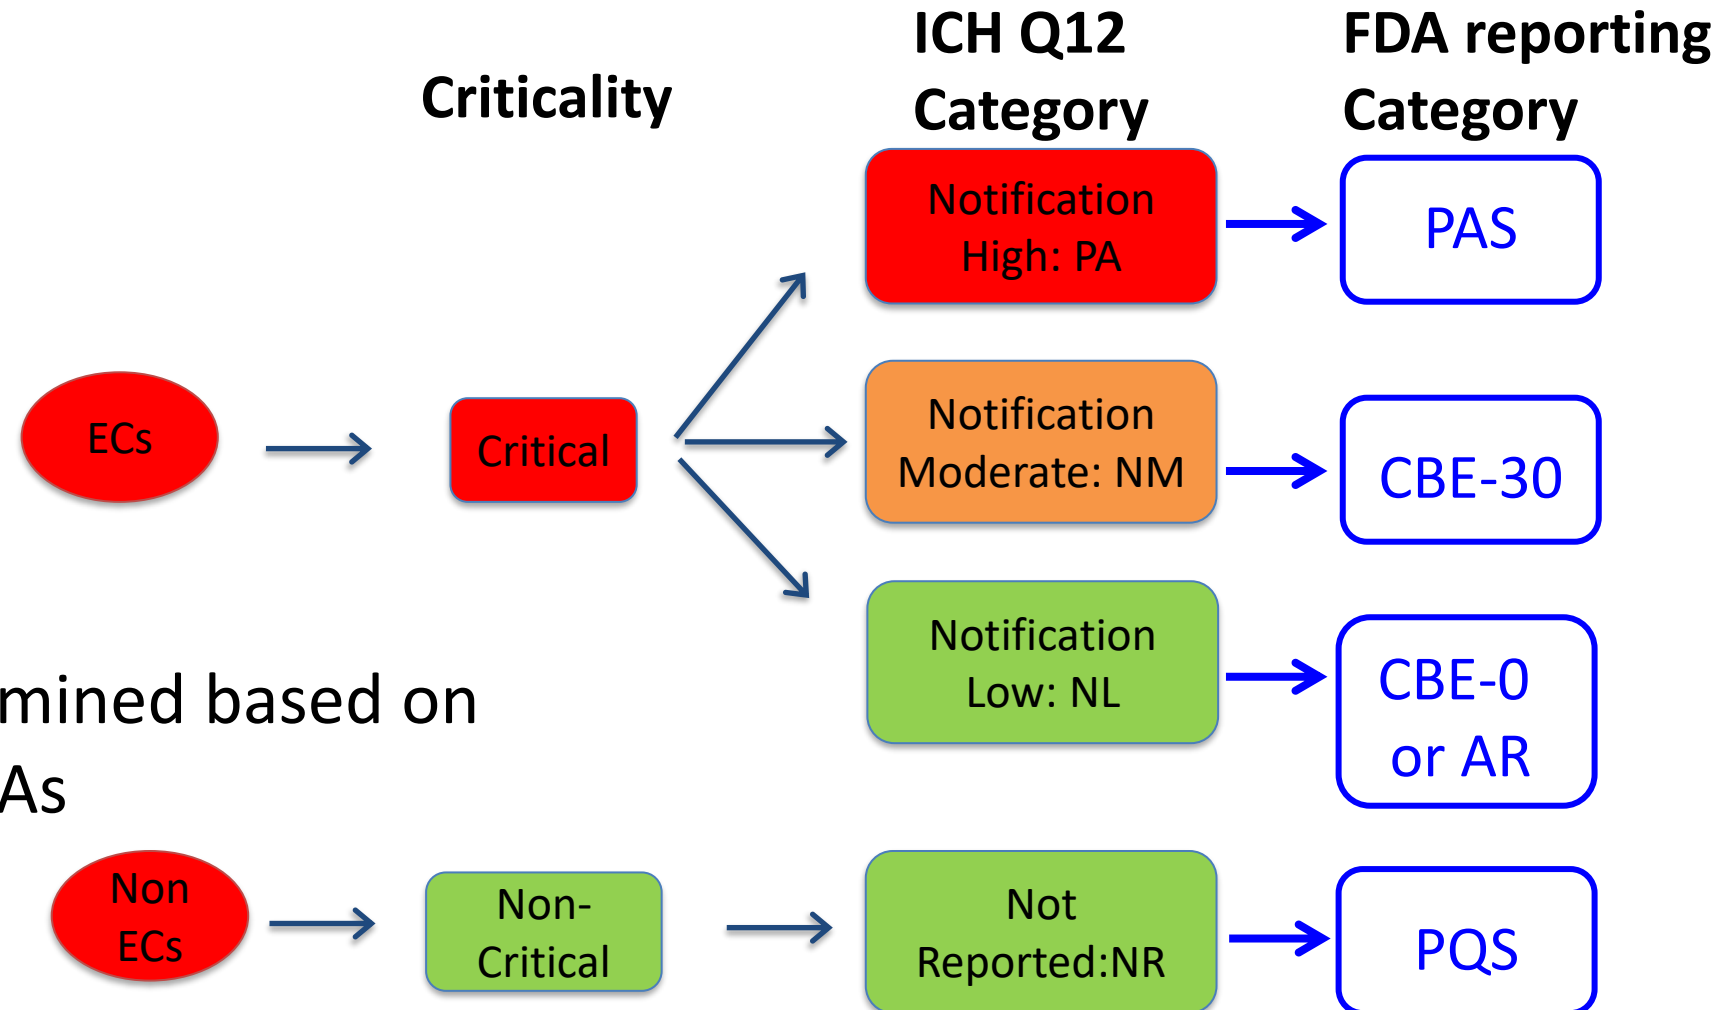 Criticality
ICH Q12
Category
FDA reporting
Category
Notification
High: PA
PAS
ECs
Critical
Notification
Moderate: NM
CBE-30
Notification
Low: NL
CBE-0
or AR
mined based on
As
Non
ECs
Non-
Critical
Not
Reported:NR
PQS